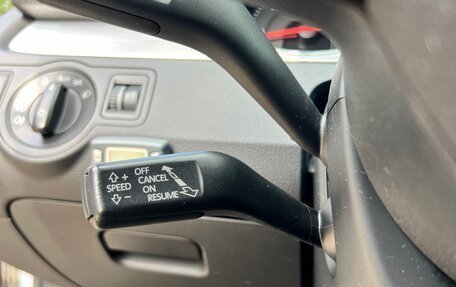 + OFF
SPEED CANCEL
ON
- RESUME